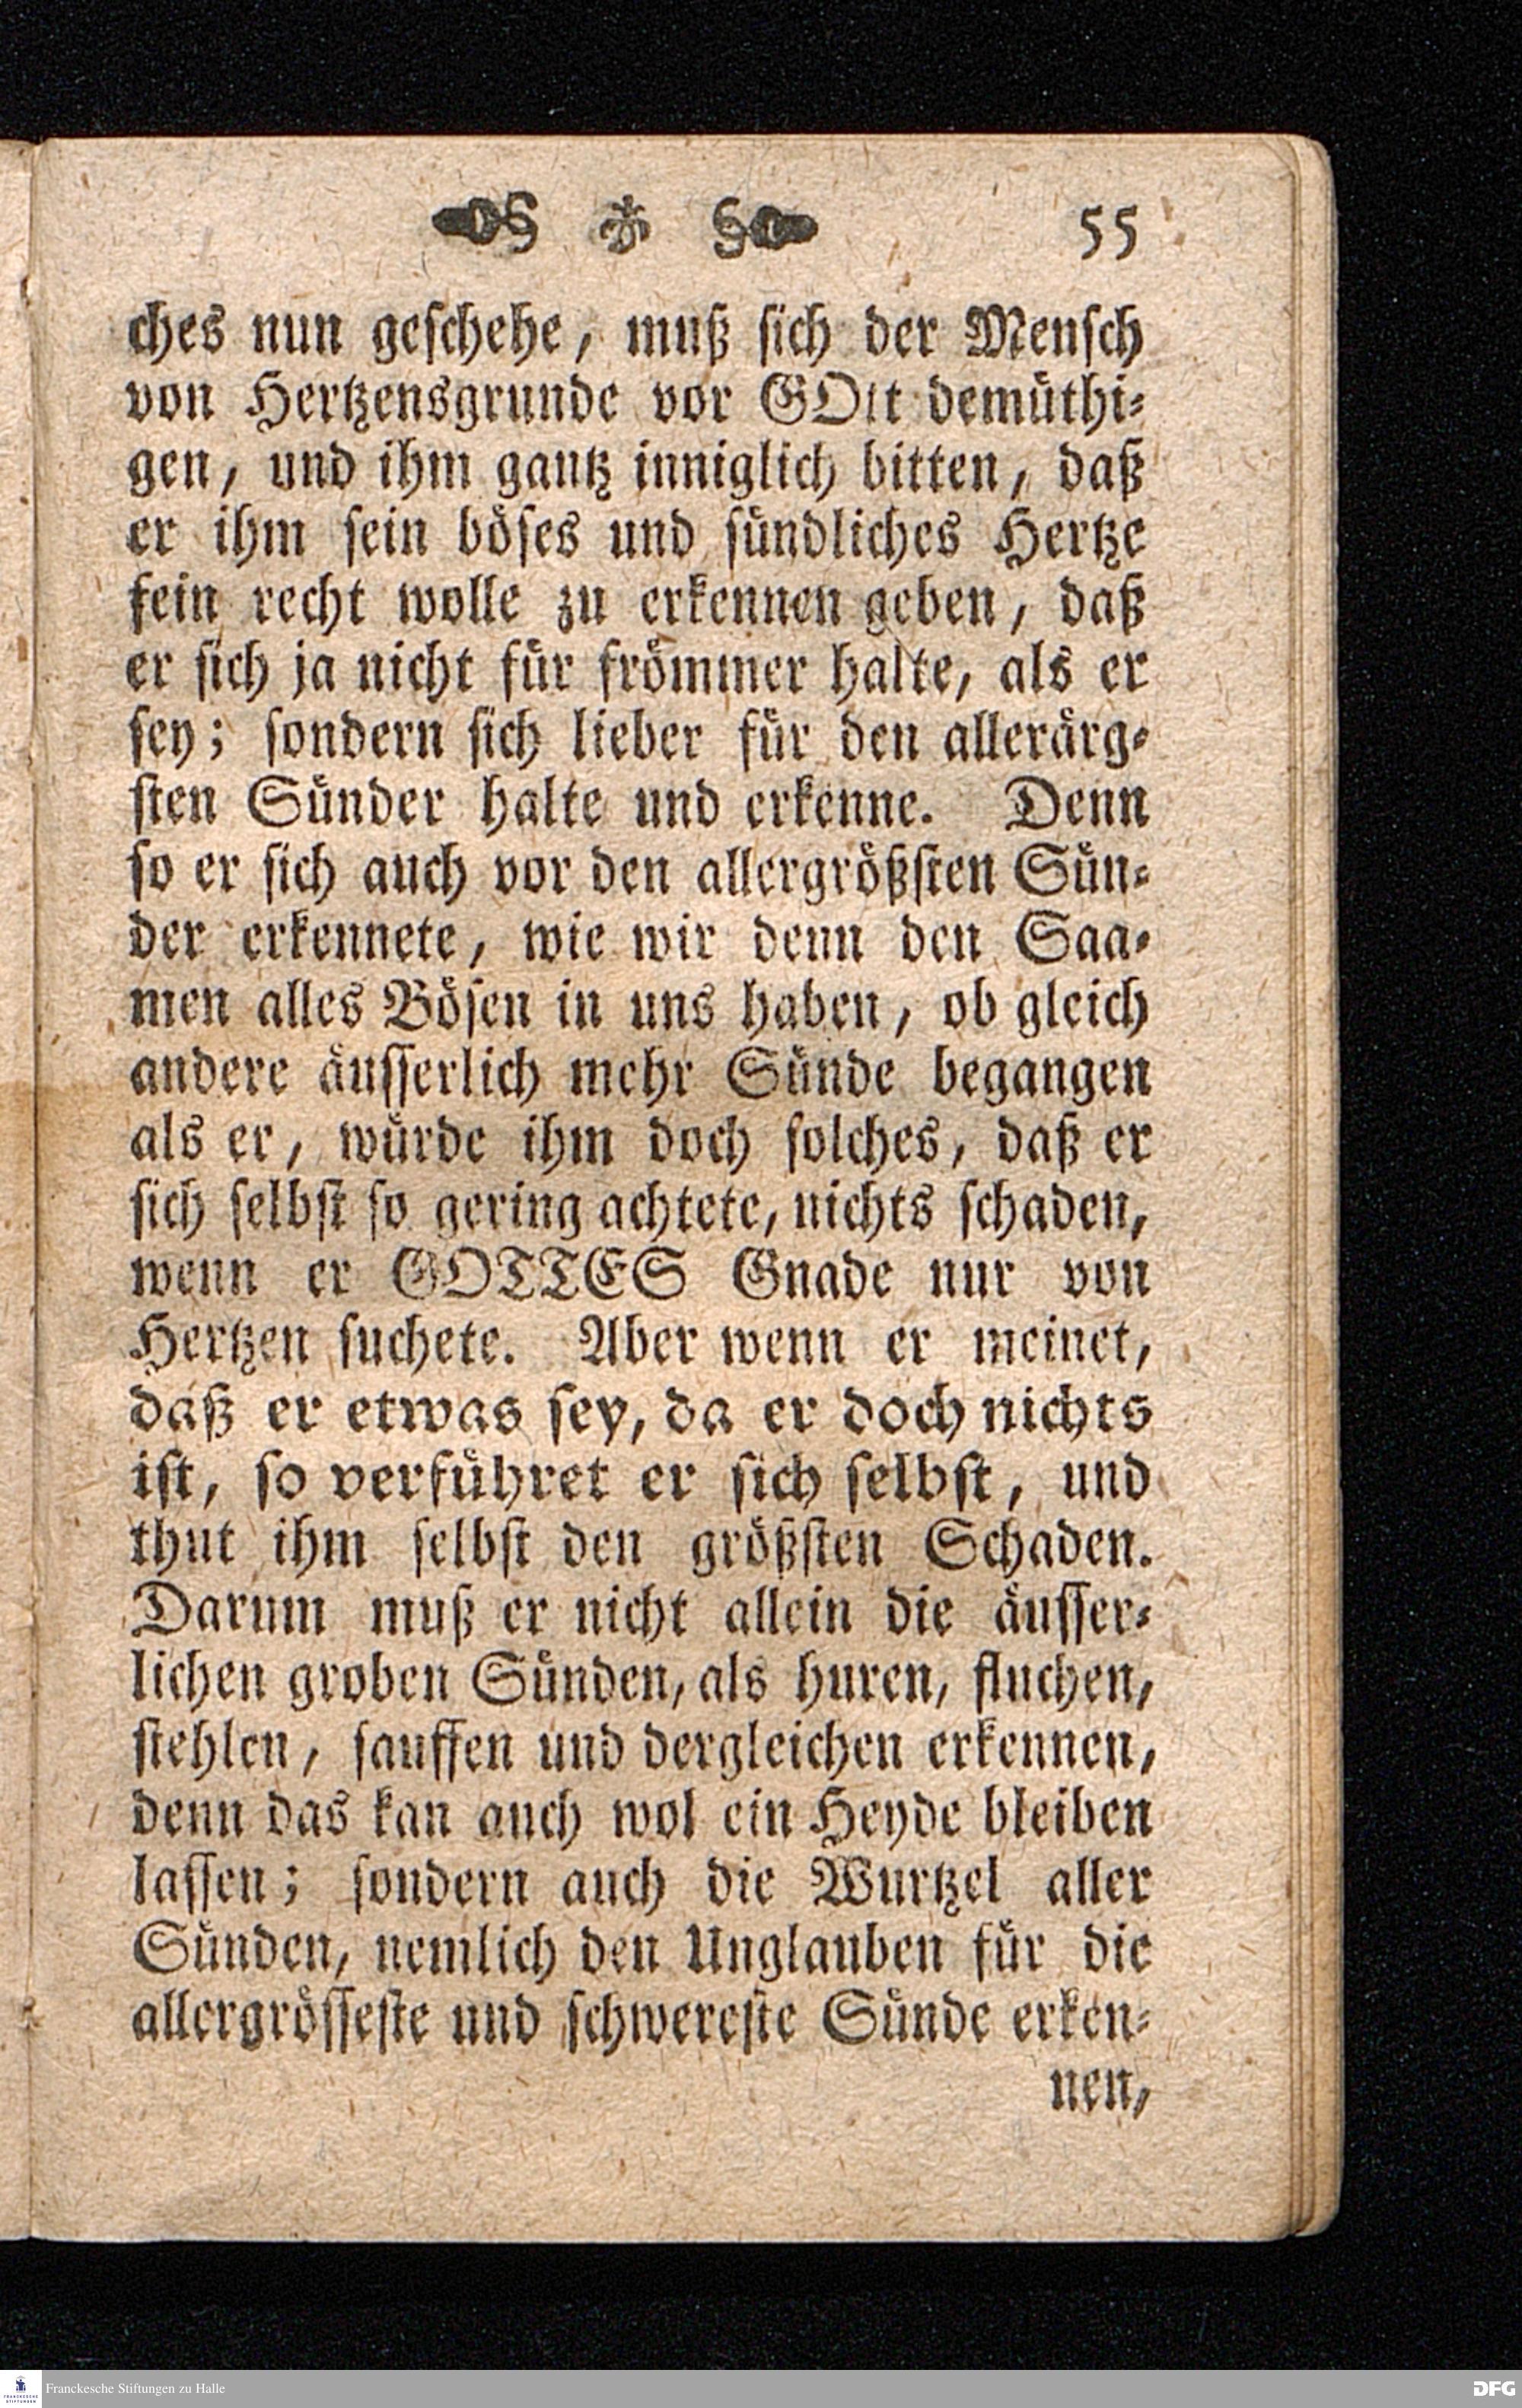 55
ches nun geschehe, muß sich der Mensch
von Hertzensgrunde vor GOtt demüthi-
gen, und ihm gantz inniglich bitten, daß
er ihm sein böses und sündliches Hertze
fein recht wolle zu erkennen geben, daß
er sich ja nicht für frömmer halte, als er
sey; sondern sich lieber für den allerärg-
sten Sünder halte und erkenne. Denn
so er sich auch vor den allergrößsten Sün-
der erkennete, wie wir denn den Saa-
men alles Bösen in uns haben, ob gleich
andere äusserlich mehr Sünde begangen
als er, würde ihm doch solches, daß er
sich selbst so gering achtete, nichts schaden,
wenn er GOTTES Gnade nur von
Hertzen suchete. Aber wenn er meinet,
daß er etwas sey, da er doch nichts
ist, so verführet er sich selbst, und
thut ihm selbst den größsten Schaden.
Darum muß er nicht allein die äusser-
lichen groben Sünden, als huren, fluchen,
stehlen, sauffen und dergleichen erkennen,
denn das kan auch wol ein Heyde bleiben
lassen; sondern auch die Wurtzel aller
Sünden, nemlich den Unglauben für die
allergrösseste und schwereste Sünde erken-
nen,
FRANCKESCHE STIFTUNGEN
Franckesche Stiftungen zu Halle
DFG